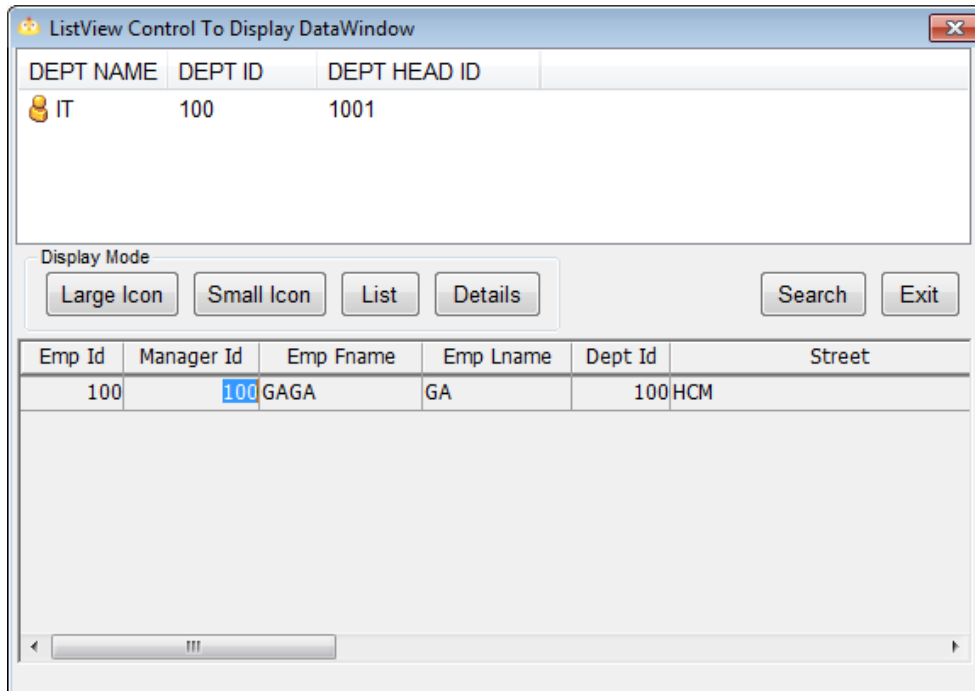 ListView Control To Display DataWindow
DEPT NAME DEPT ID DEPT HEAD ID
IT 100 1001
Display Mode
Large Icon Small Icon List Details Search Exit
Emp Id Manager Id Emp Fname Emp Lname Dept Id Street
100 100 GAGA GA 100 HCM